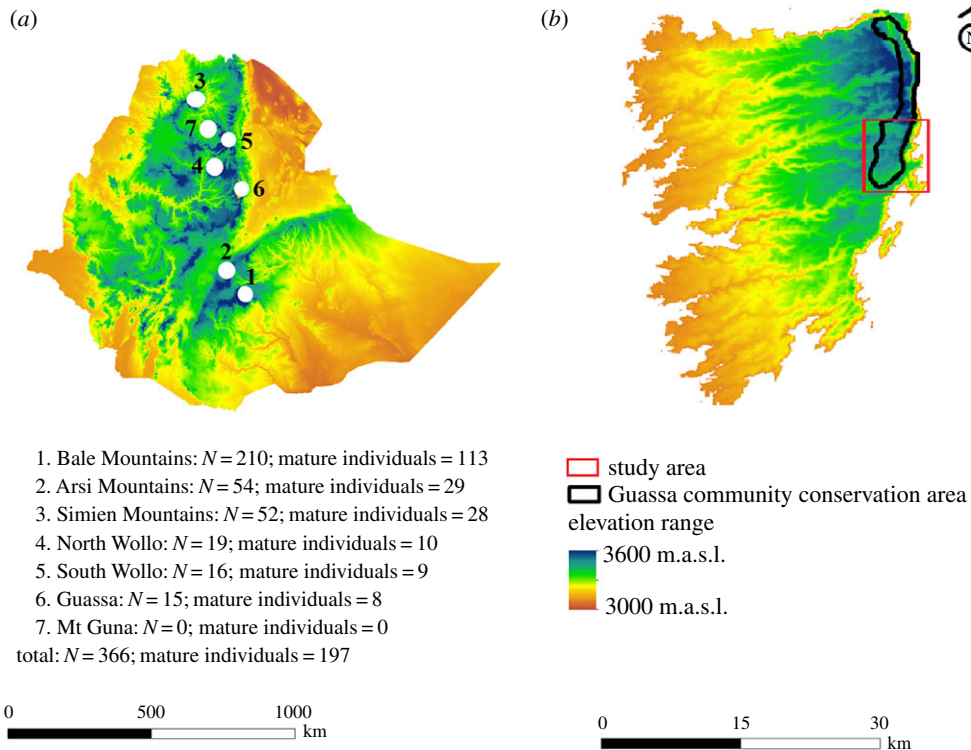 (a)
3
7
5
4
6
2
1
1. Bale Mountains: N = 210; mature individuals = 113
2. Arsi Mountains: N = 54; mature individuals = 29
3. Simien Mountains: N = 52; mature individuals = 28
4. North Wollo: N = 19; mature individuals = 10
5. South Wollo: N = 16; mature individuals = 9
6. Guassa: N = 15; mature individuals = 8
7. Mt Guna: N = 0; mature individuals = 0
total: N = 366; mature individuals = 197
0 500 1000
km
(b)
N
study area
Guassa community conservation area
elevation range
3600 m.a.s.l.
3000 m.a.s.l.
0 15 30
km